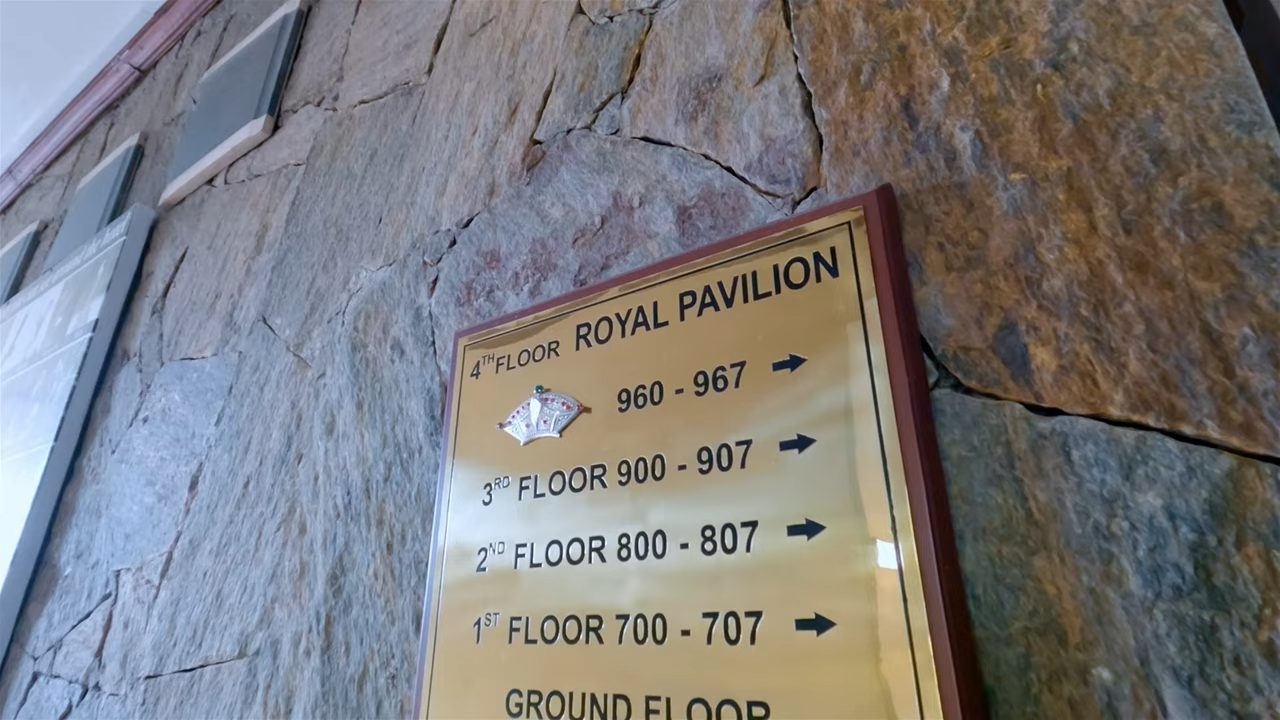 4TH FLOOR ROYAL PAVILION
960 - 967
3RD FLOOR 900 - 907
2ND FLOOR 800 - 807
1ST FLOOR 700 - 707
GROUND FLOOR